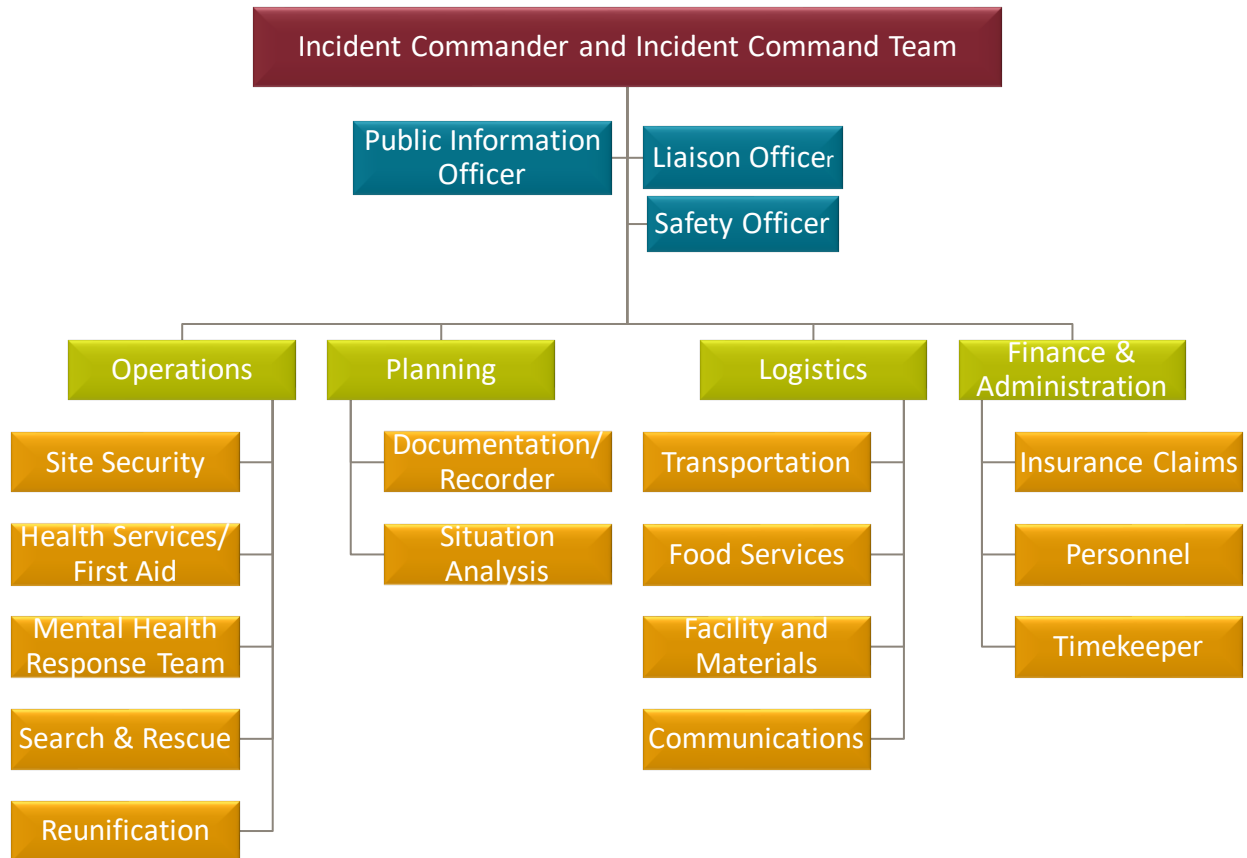 Incident Commander and Incident Command Team
Public Information
Officer
Liaison Officer
Safety Officer
Operations
Planning
Logistics
Finance &
Administration
Site Security
Health Services/
First Aid
Mental Health
Response Team
Search & Rescue
Reunification
Documentation/
Recorder
Situation
Analysis
Transportation
Food Services
Facility and
Materials
Communications
Insurance Claims
Personnel
Timekeeper